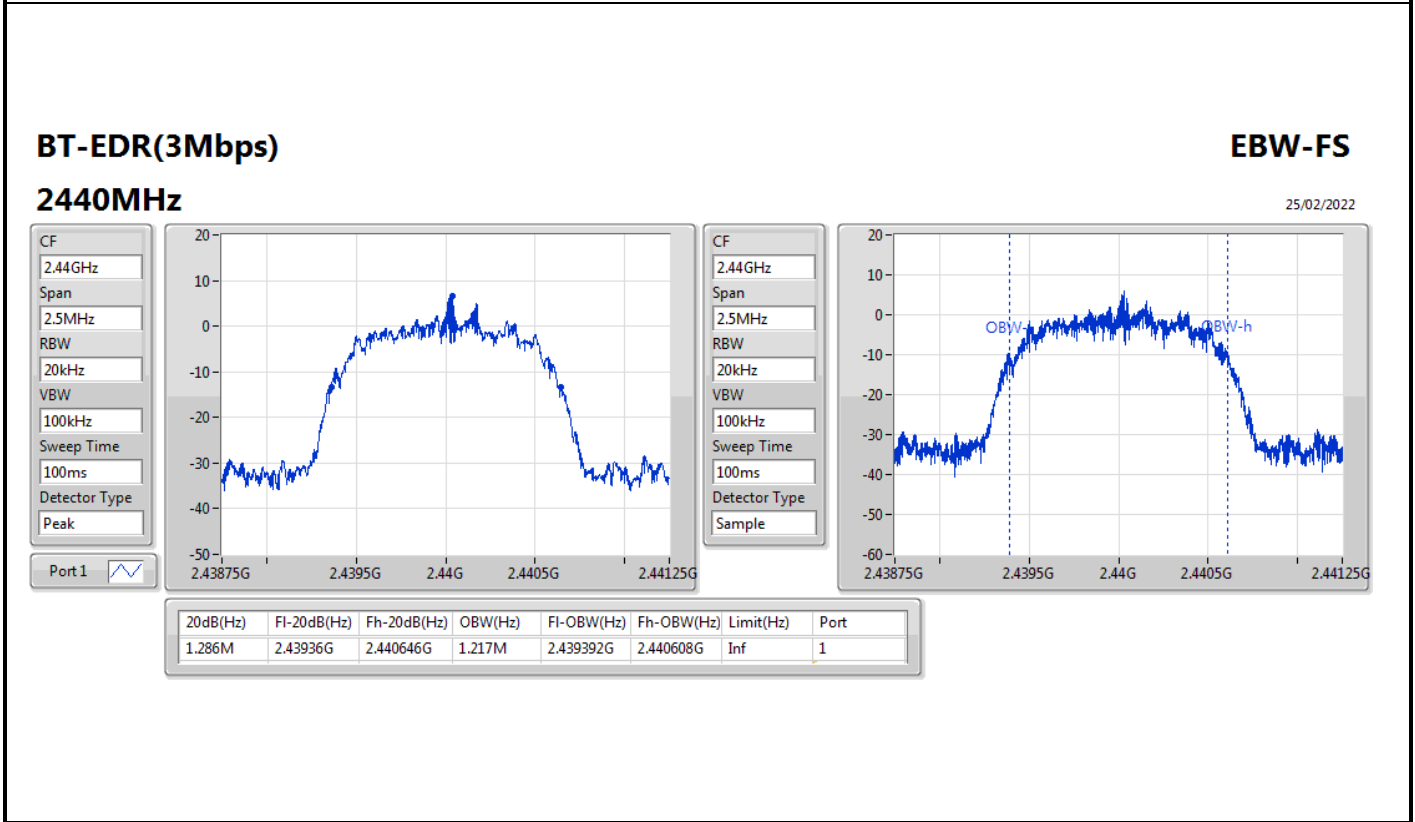 BT-EDR(3Mbps)
EBW-FS
2440MHz
25/02/2022
CF
2.44GHz
Span
2.5MHz
RBW
20kHz
VBW
100kHz
Sweep Time
100ms
Detector Type
Peak
Port 1
20
10
0
-10
-20
-30
-40
-50
2.43875G 2.4395G 2.44G 2.4405G 2.44125G
CF
2.44GHz
Span
2.5MHz
RBW
20kHz
VBW
100kHz
Sweep Time
100ms
Detector Type
Sample
20
10
0
-10
-20
-30
-40
-50
-60
OBW- OBW-h
2.43875G 2.4395G 2.44G 2.4405G 2.44125G
20dB(Hz) Fl-20dB(Hz) Fh-20dB(Hz) OBW(Hz) Fl-OBW(Hz) Fh-OBW(Hz) Limit(Hz) Port
1.286M 2.43936G 2.440646G 1.217M 2.439392G 2.440608G Inf 1